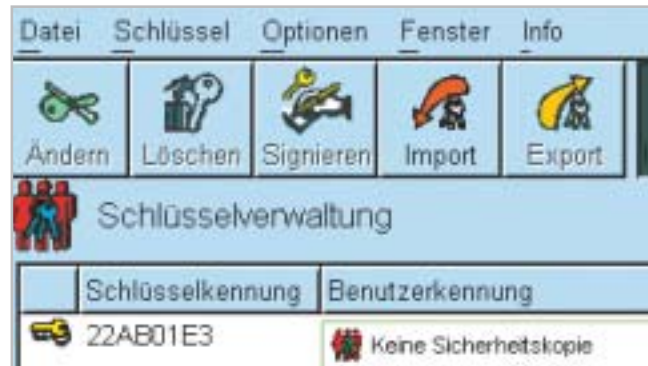 Datei Schlüssel Optionen Fenster Info
Ändern Löschen Signieren Import Export
Schlüsselverwaltung
Schlüsselkennung Benutzerkennung
22AB01E3 Keine Sicherheitskopie